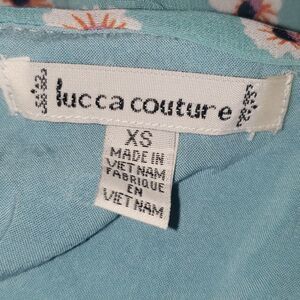 lucca couture
XS
MADE IN
VIETNAM
FABRIQUE
EN
VIETNAM